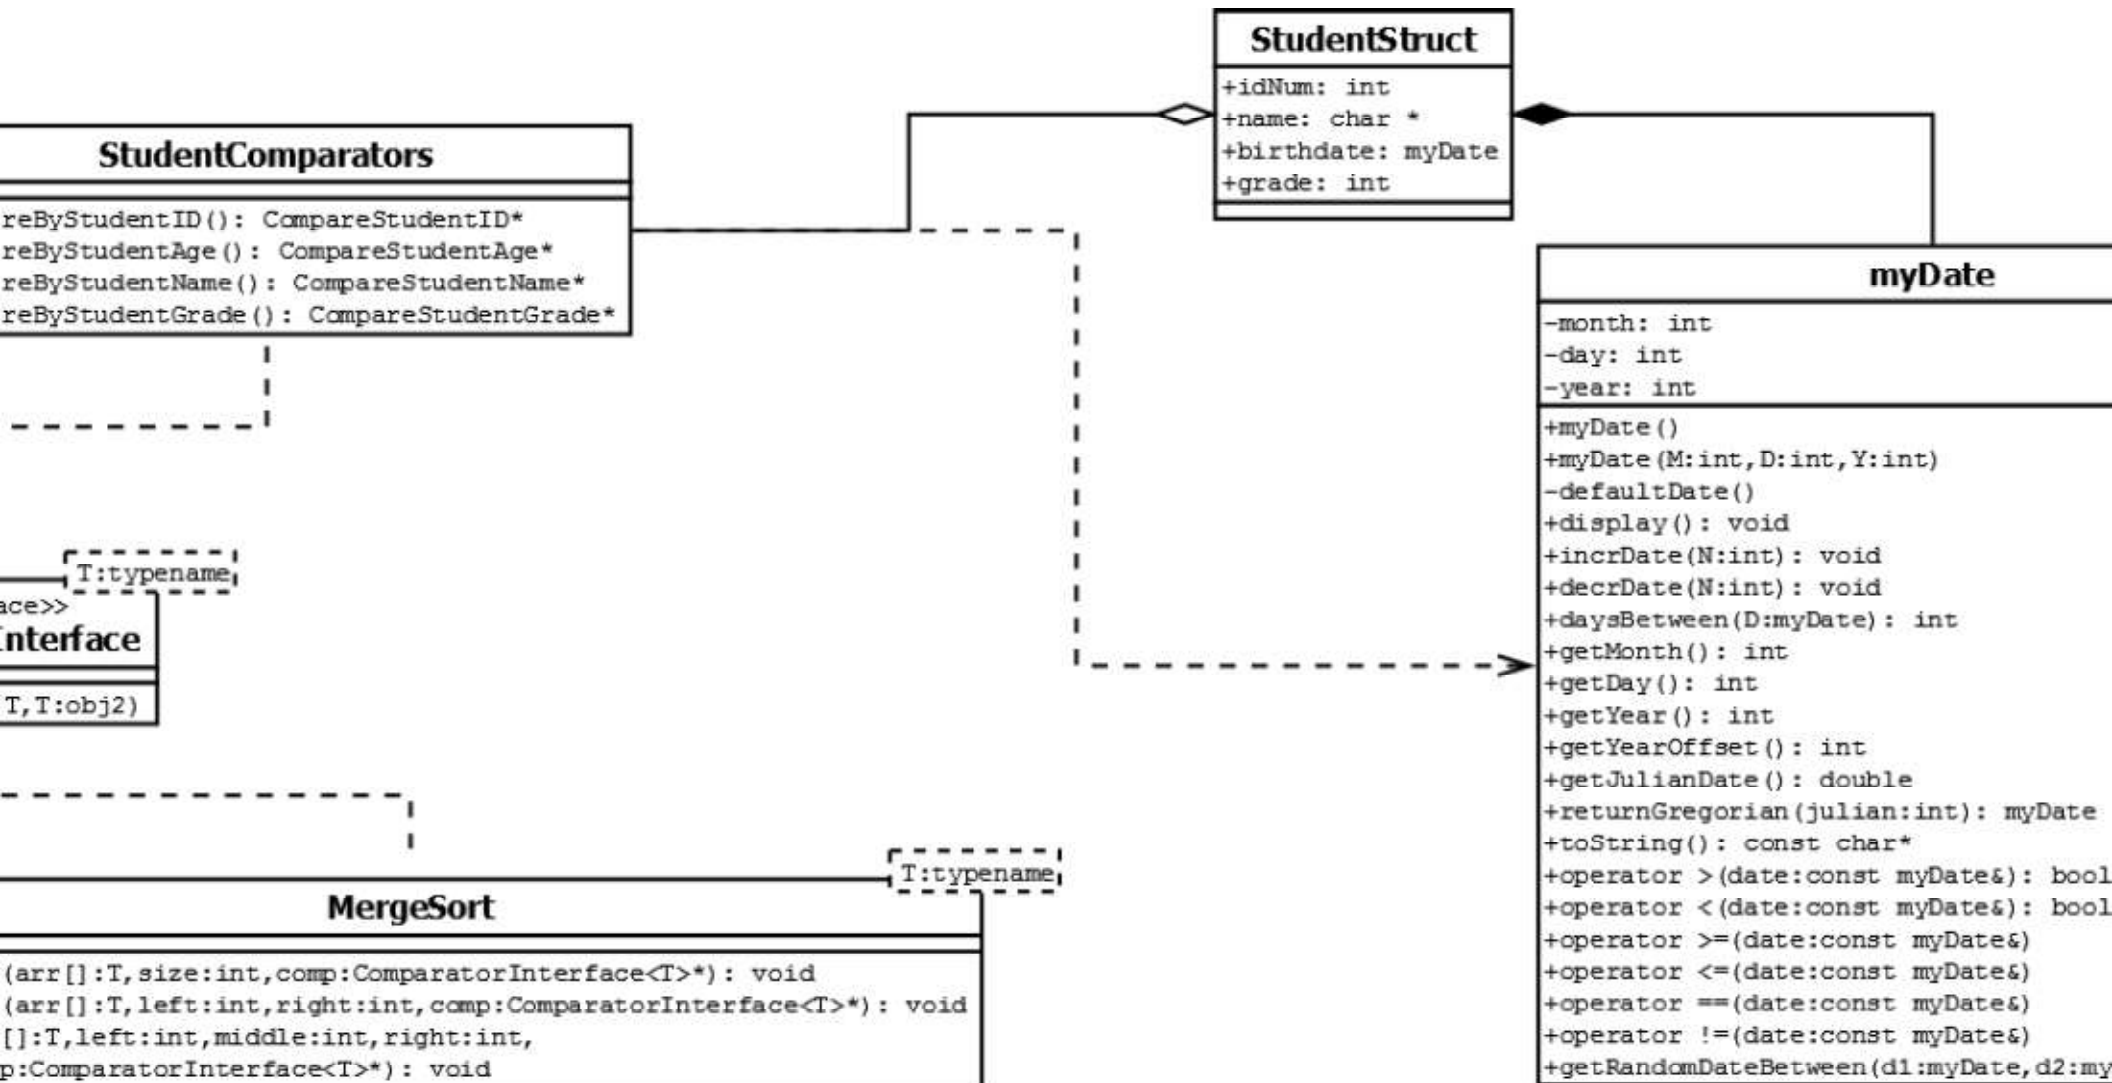 StudentStruct
+idNum: int
+name: char *
+birthdate: myDate
+grade: int
StudentComparators
reByStudentID(): CompareStudentID*
reByStudentAge(): CompareStudentAge*
reByStudentName(): CompareStudentName*
reByStudentGrade(): CompareStudentGrade*
myDate
-month: int
-day: int
-year: int
+myDate()
+myDate(M:int,D:int,Y:int)
-defaultDate()
+display(): void
+incrDate(N:int): void
+decrDate(N:int): void
+daysBetween(D:myDate): int
+getMonth(): int
+getDay(): int
+getYear(): int
+getYearOffset(): int
+getJulianDate(): double
+returnGregorian(julian:int): myDate
+toString(): const char*
+operator >(date:const myDate&): bool
+operator <(date:const myDate&): bool
+operator >=(date:const myDate&)
+operator <=(date:const myDate&)
+operator ==(date:const myDate&)
+operator !=(date:const myDate&)
+getRandomDateBetween(d1:myDate,d2:my
T:typename
ace>>
Interface
T,T:obj2)
T:typename
MergeSort
(arr[]:T,size:int,comp:ComparatorInterface<T>*): void
(arr[]:T,left:int,right:int,comp:ComparatorInterface<T>*): void
[]:T,left:int,middle:int,right:int,
p:ComparatorInterface<T>*): void